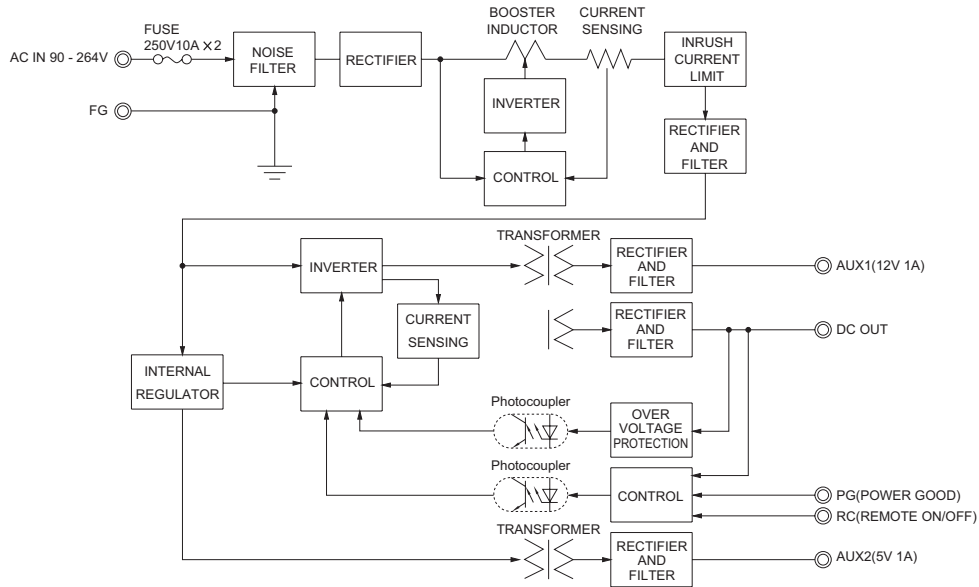 BOOSTER
INDUCTOR
CURRENT
SENSING
FUSE
250V10A ×2
AC IN 90 - 264V
NOISE
FILTER
RECTIFIER
INRUSH
CURRENT
LIMIT
FG
INVERTER
RECTIFIER
AND
FILTER
CONTROL
TRANSFORMER
INVERTER
RECTIFIER
AND
FILTER
AUX1(12V 1A)
CURRENT
SENSING
RECTIFIER
AND
FILTER
DC OUT
INTERNAL
REGULATOR
CONTROL
Photocoupler
OVER
VOLTAGE
PROTECTION
Photocoupler
CONTROL
PG(POWER GOOD)
RC(REMOTE ON/OFF)
TRANSFORMER
RECTIFIER
AND
FILTER
AUX2(5V 1A)